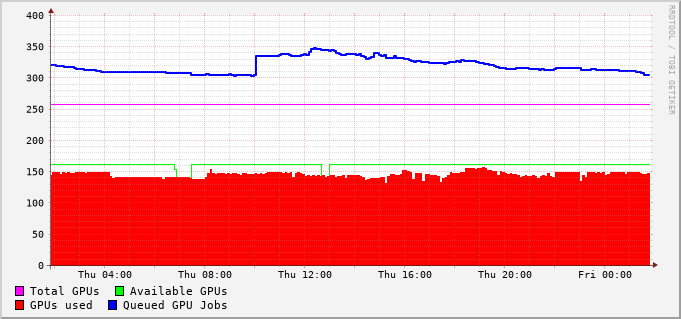 400
350
300
250
200
150
100
50
0
Thu 04:00 Thu 08:00 Thu 12:00 Thu 16:00 Thu 20:00 Fri 00:00
Total GPUs Available GPUs
GPUs used Queued GPU Jobs
RRDTOOL / TOBI OETIKER